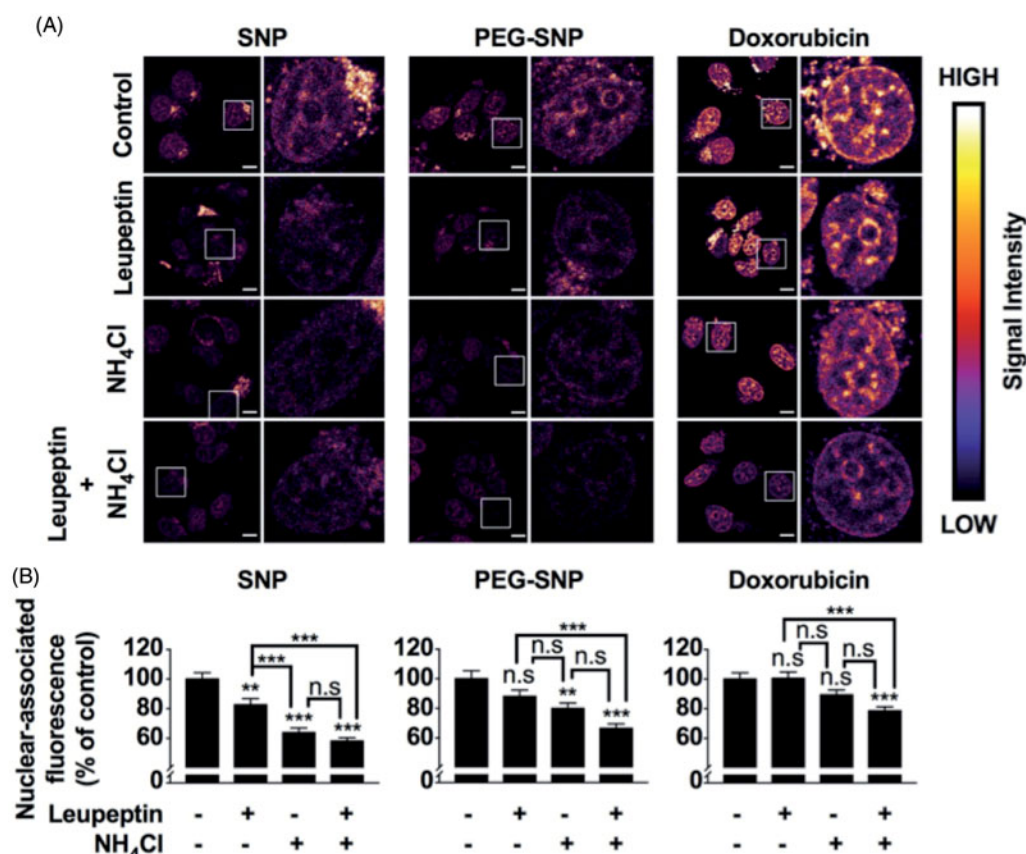 (A)
SNP PEG-SNP Doxorubicin
Control
Leupeptin
NH4Cl
Leupeptin
+
NH4Cl
HIGH
Signal Intensity
LOW
(B)
SNP PEG-SNP Doxorubicin
Nuclear-associated
fluorescence
(% of control)
120
100
80
60
0
** *** *** *** *** n.s
120
100
80
60
0
n.s ** *** n.s n.s ***
120
100
80
60
0
n.s n.s *** n.s n.s ***
Leupeptin - + - + - + - + - + - +
NH4Cl - - + + - - + + - - + +